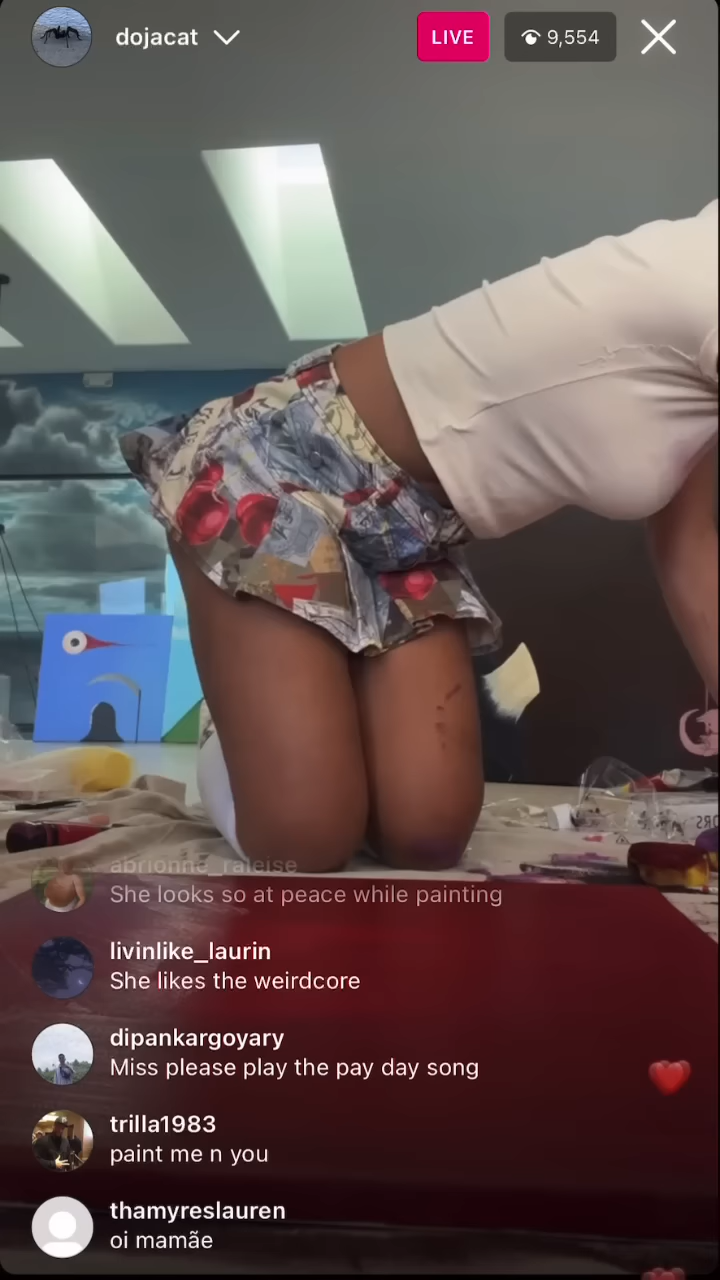 dojacat
LIVE
9,554
abrionne_raleise
She looks so at peace while painting
livinlike_laurin
She likes the weirdcore
dipankargoyary
Miss please play the pay day song
trilla1983
paint me n you
thamyreslauren
oi mamãe